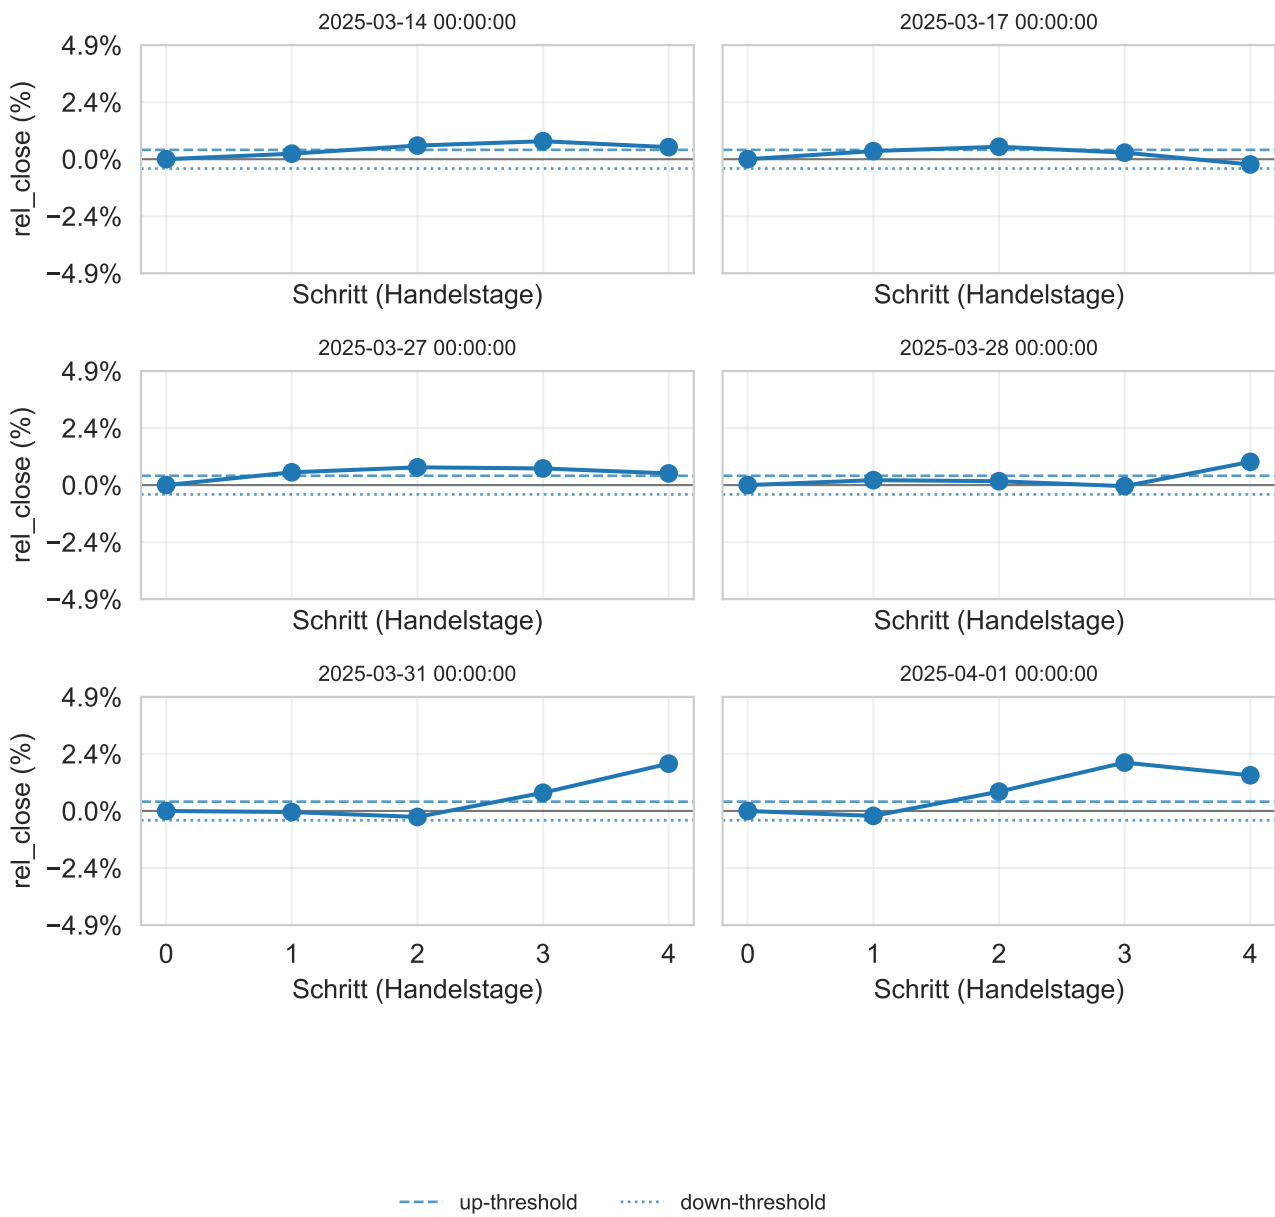 2025-03-14 00:00:00
2025-03-17 00:00:00
4.9%
2.4%
0.0%
−2.4%
−4.9%
rel_close (%)
Schritt (Handelstage)
Schritt (Handelstage)
2025-03-27 00:00:00
2025-03-28 00:00:00
4.9%
2.4%
0.0%
−2.4%
−4.9%
rel_close (%)
Schritt (Handelstage)
Schritt (Handelstage)
2025-03-31 00:00:00
2025-04-01 00:00:00
4.9%
2.4%
0.0%
−2.4%
−4.9%
rel_close (%)
0 1 2 3 4
0 1 2 3 4
Schritt (Handelstage)
Schritt (Handelstage)
up-threshold
down-threshold